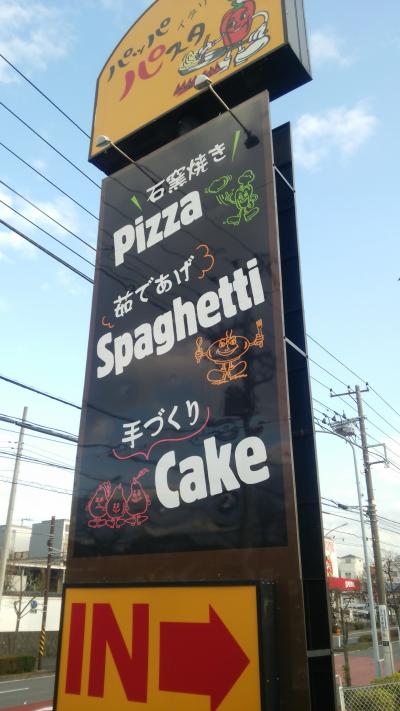 パッパ
パスタ
石窯焼き
Pizza
茹であげ
Spaghetti
手づくり
Cake
IN